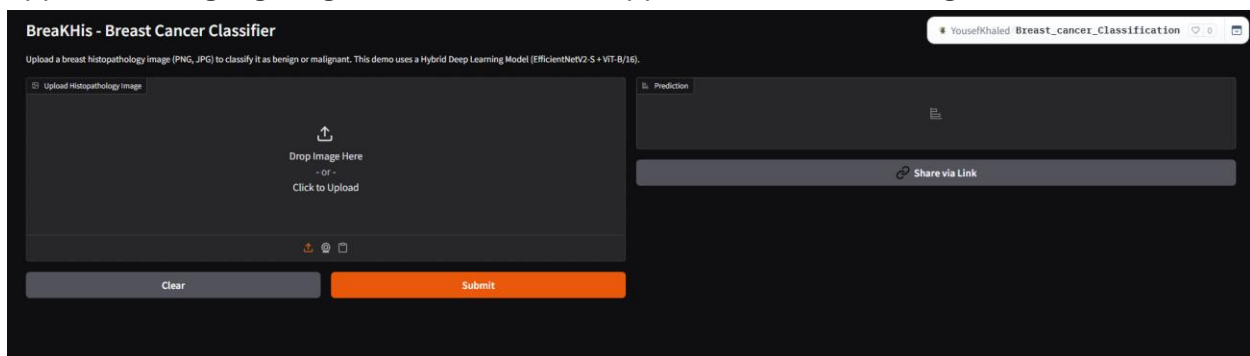 BreaKHis - Breast Cancer Classifier
YousefKhaled Breast_cancer_Classification 0
Upload a breast histopathology image (PNG, JPG) to classify it as benign or malignant. This demo uses a Hybrid Deep Learning Model (EfficientNetV2-S + ViT-B/16).
Upload Histopathology Image
Drop Image Here
- or -
Click to Upload
Clear
Submit
Prediction
Share via Link